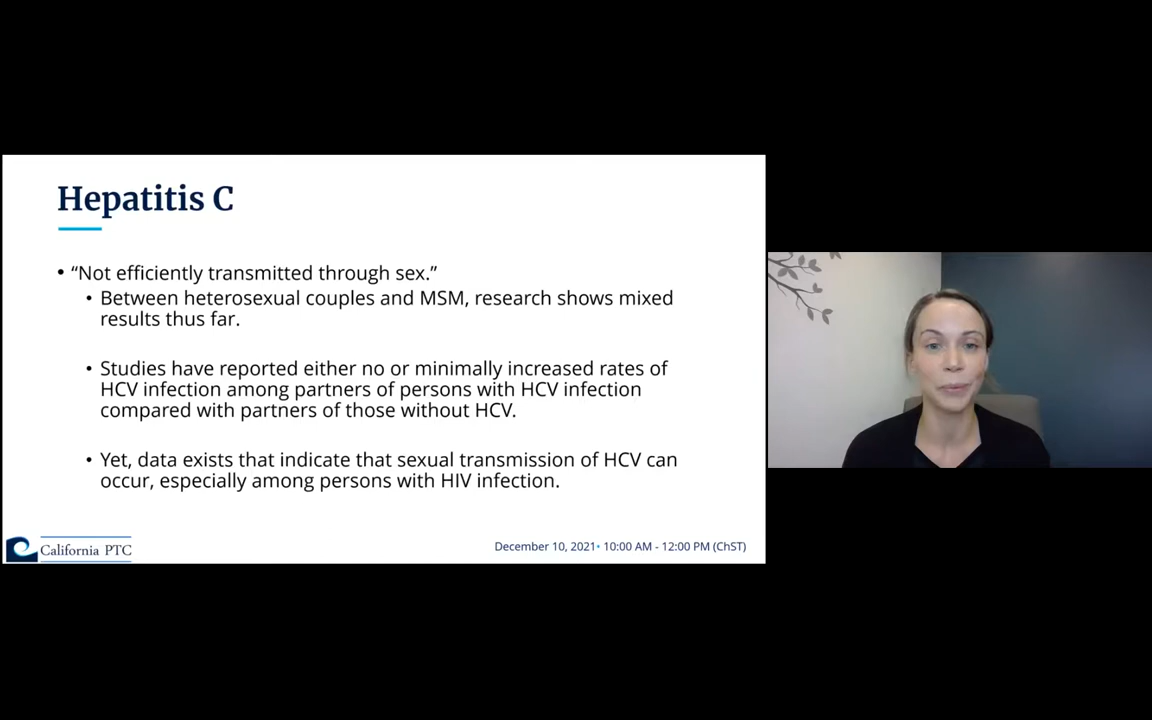 Hepatitis C
• “Not efficiently transmitted through sex.”
• Between heterosexual couples and MSM, research shows mixed
results thus far.
• Studies have reported either no or minimally increased rates of
HCV infection among partners of persons with HCV infection
compared with partners of those without HCV.
• Yet, data exists that indicate that sexual transmission of HCV can
occur, especially among persons with HIV infection.
California PTC
December 10, 2021• 10:00 AM - 12:00 PM (ChST)